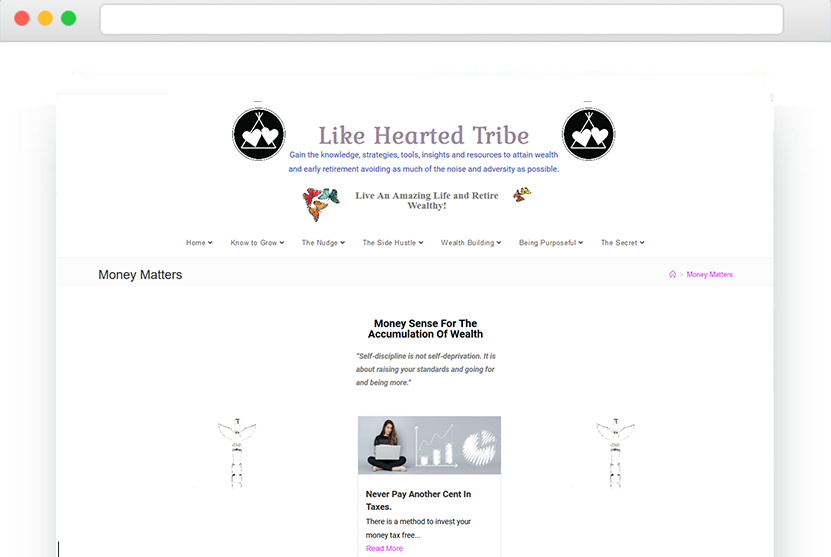 Like Hearted Tribe
Gain the knowledge, strategies, tools, insights and resources to attain wealth
and early retirement avoiding as much of the noise and adversity as possible.
Live An Amazing Life and Retire
Wealthy!
Home Know to Grow The Nudge The Side Hustle Wealth Building Being Purposeful The Secret
Money Matters
> Money Matters
Money Sense For The
Accumulation Of Wealth
"Self-discipline is not self-deprivation. It is
about raising your standards and going for
and being more."
Never Pay Another Cent In
Taxes.
There is a method to invest your
money tax free...
Read More